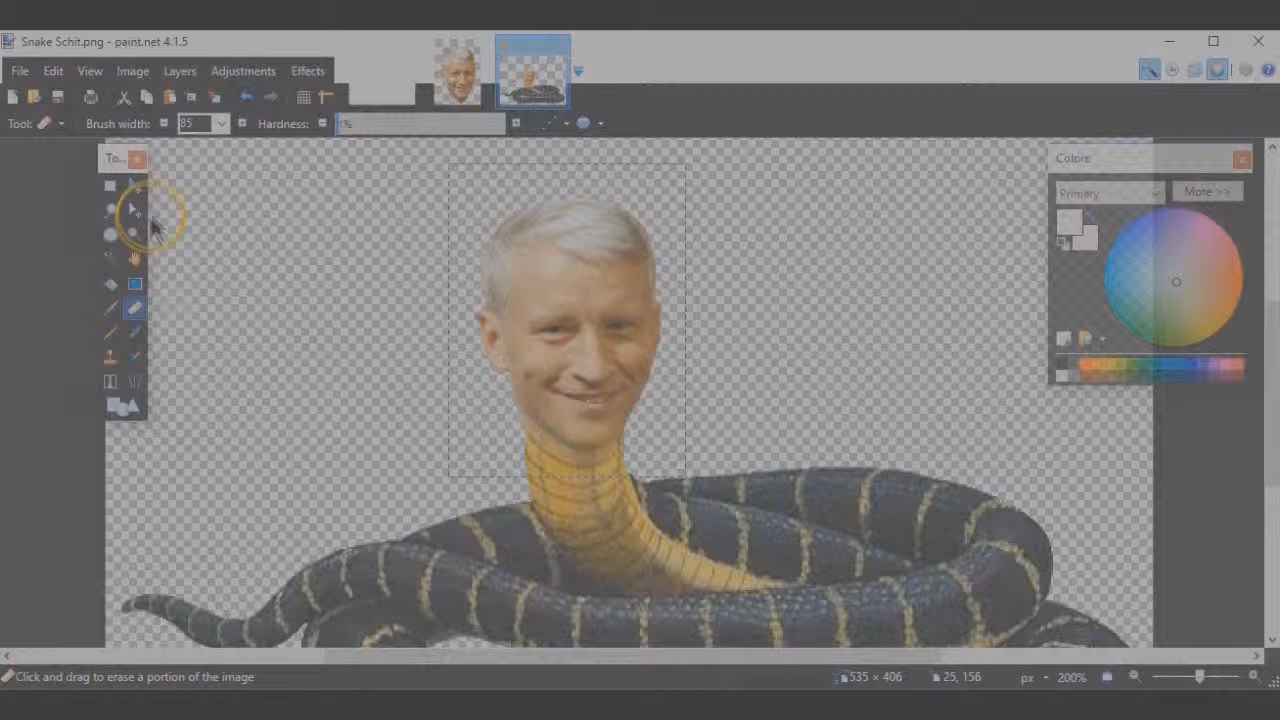 Snake Schit.png - paint.net 4.1.5
File Edit View Image Layers Adjustments Effects
Tool: Brush width: 85 Hardness: 1%
To...
Colors
Primary More >>
Click and drag to erase a portion of the image 535 × 406 25, 156 px 200%